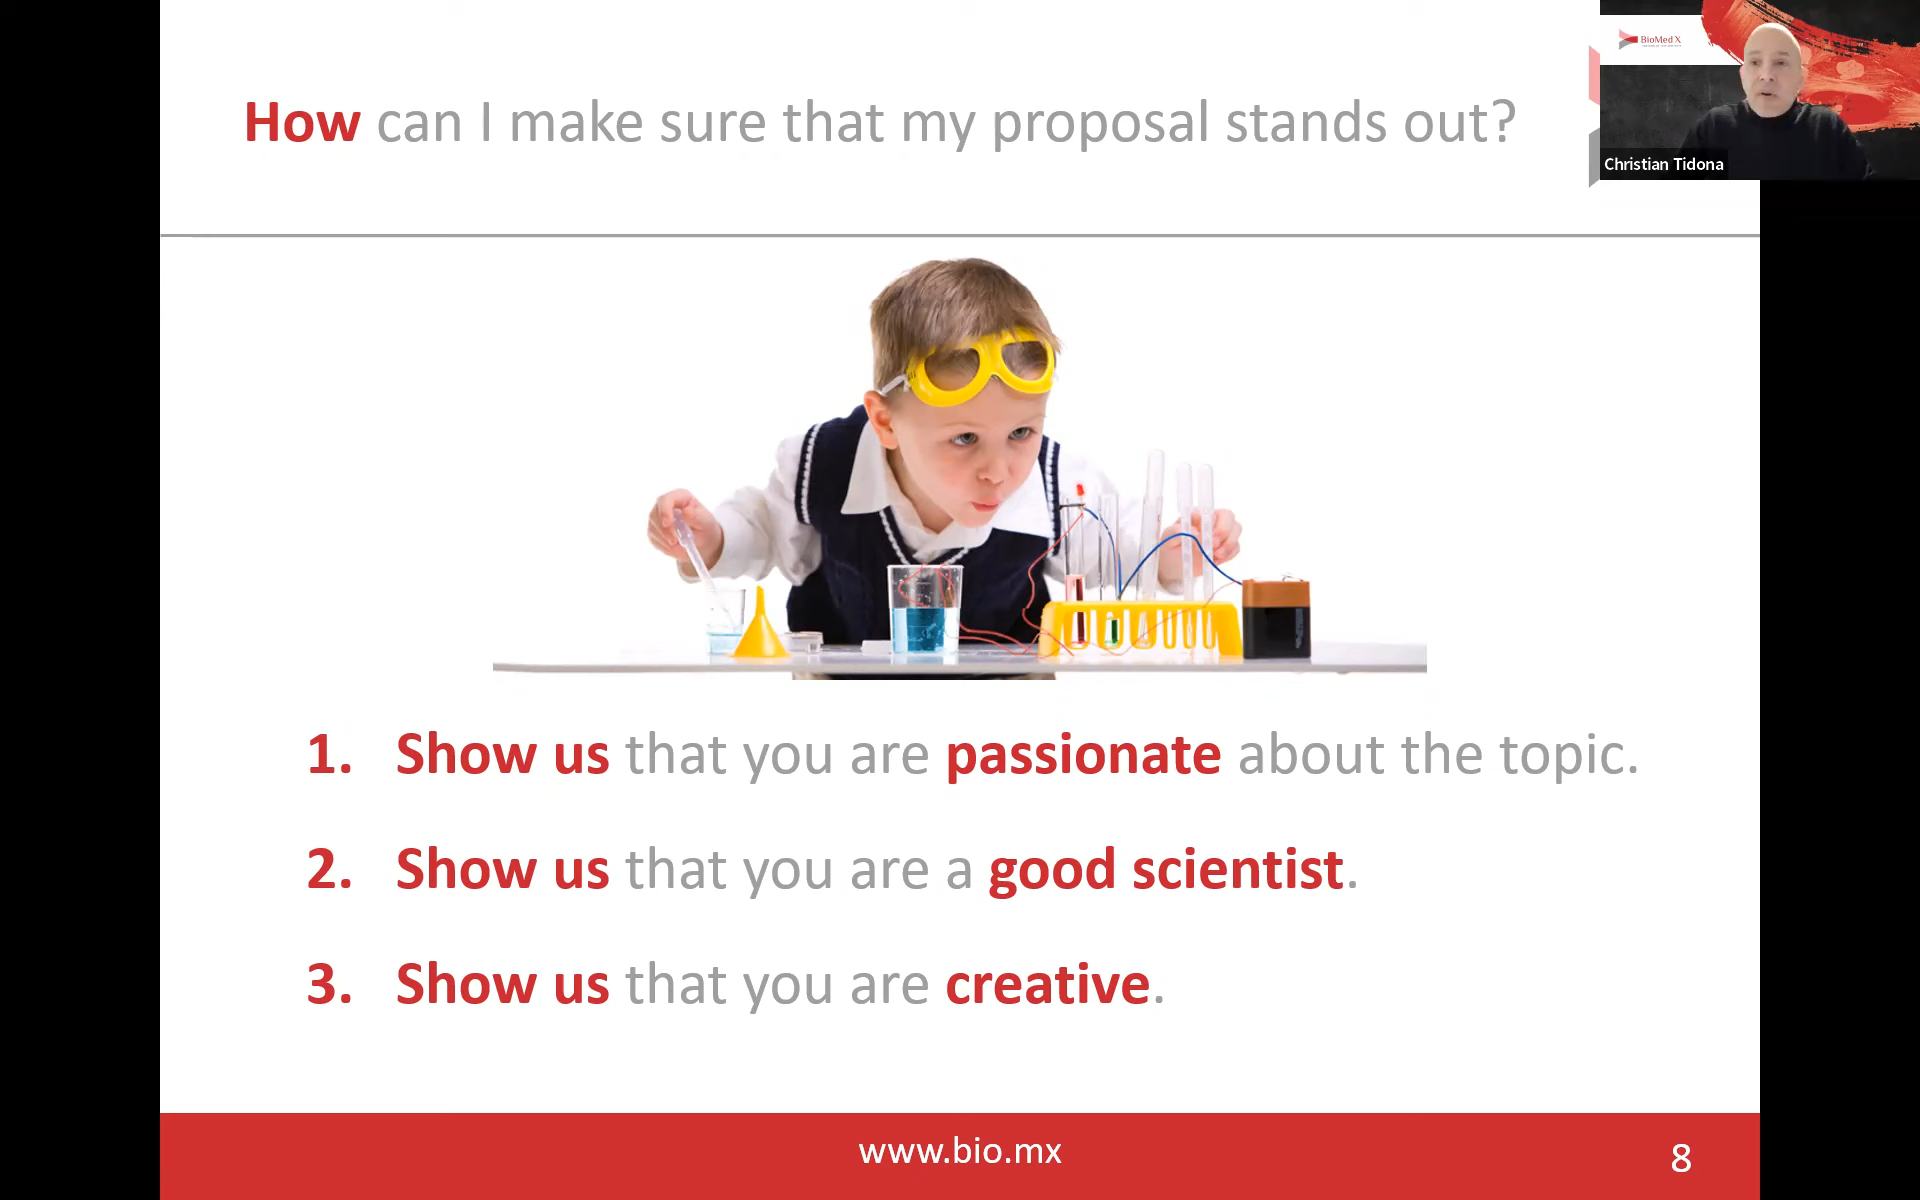 How can I make sure that my proposal stands out?
BioMed X
Christian Tidona
1. Show us that you are passionate about the topic.
2. Show us that you are a good scientist.
3. Show us that you are creative.
www.bio.mx
8